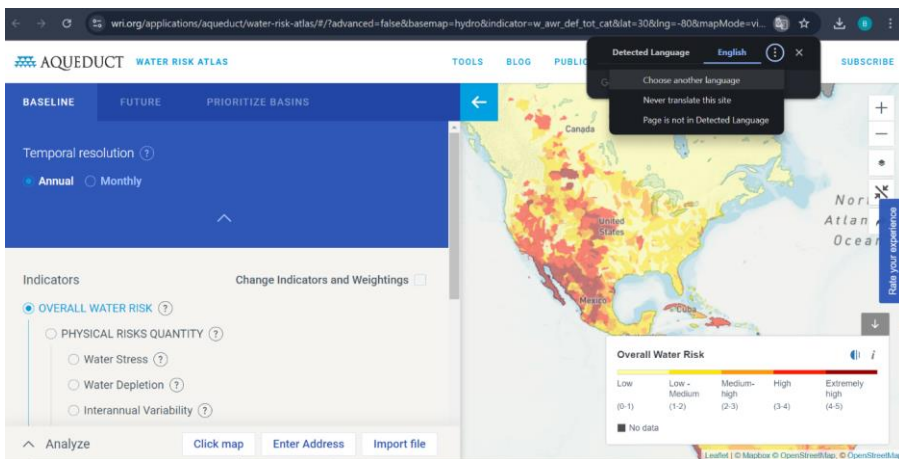 wri.org/applications/aqueduct/water-risk-atlas/#/?advanced=false&basemap=hydro&indicator=w_awr_def_tot_cat&lat=30&lng=-80&mapMode=vi...
B
AQUEDUCT WATER RISK ATLAS
TOOLS BLOG PUBLIC
SUBSCRIBE
Detected Language English
Choose another language
Never translate this site
Page is not in Detected Language
BASELINE FUTURE PRIORITIZE BASINS
Temporal resolution ?
Annual Monthly
Indicators Change Indicators and Weightings
OVERALL WATER RISK ?
PHYSICAL RISKS QUANTITY ?
Water Stress ?
Water Depletion ?
Interannual Variability ?
Analyze Click map Enter Address Import file
Canada
United
States
Mexico
Cuba
Nor
Atlan
Ocea
+
−
Rate your experience
Overall Water Risk i
Low Low - Medium Medium-high High Extremely high
(0-1) (1-2) (2-3) (3-4) (4-5)
No data
Leaflet | © Mapbox © OpenStreetMap, © OpenStreetMa